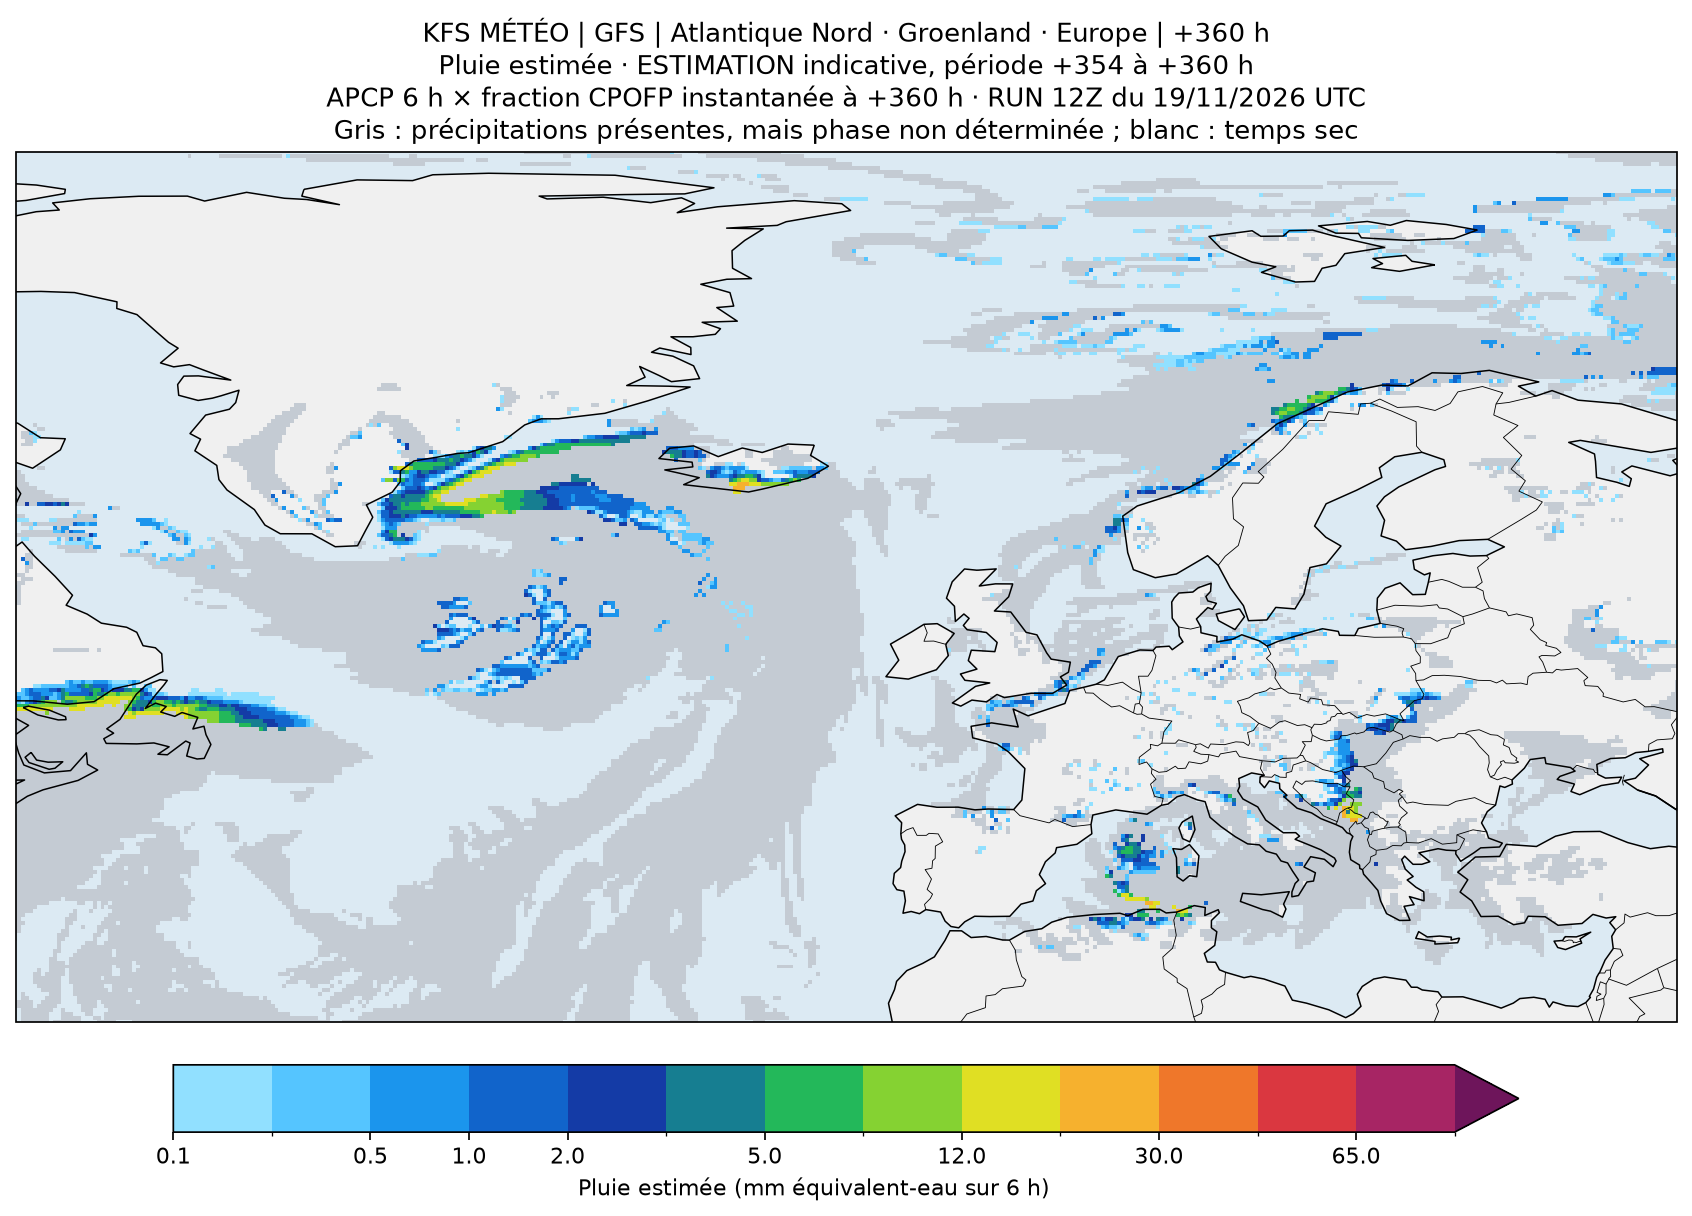 KFS MÉTÉO | GFS | Atlantique Nord · Groenland · Europe | +360 h
Pluie estimée · ESTIMATION indicative, période +354 à +360 h
APCP 6 h × fraction CPOFP instantanée à +360 h · RUN 12Z du 19/11/2026 UTC
Gris : précipitations présentes, mais phase non déterminée ; blanc : temps sec
0.1 0.5 1.0 2.0 5.0 12.0 30.0 65.0
Pluie estimée (mm équivalent-eau sur 6 h)